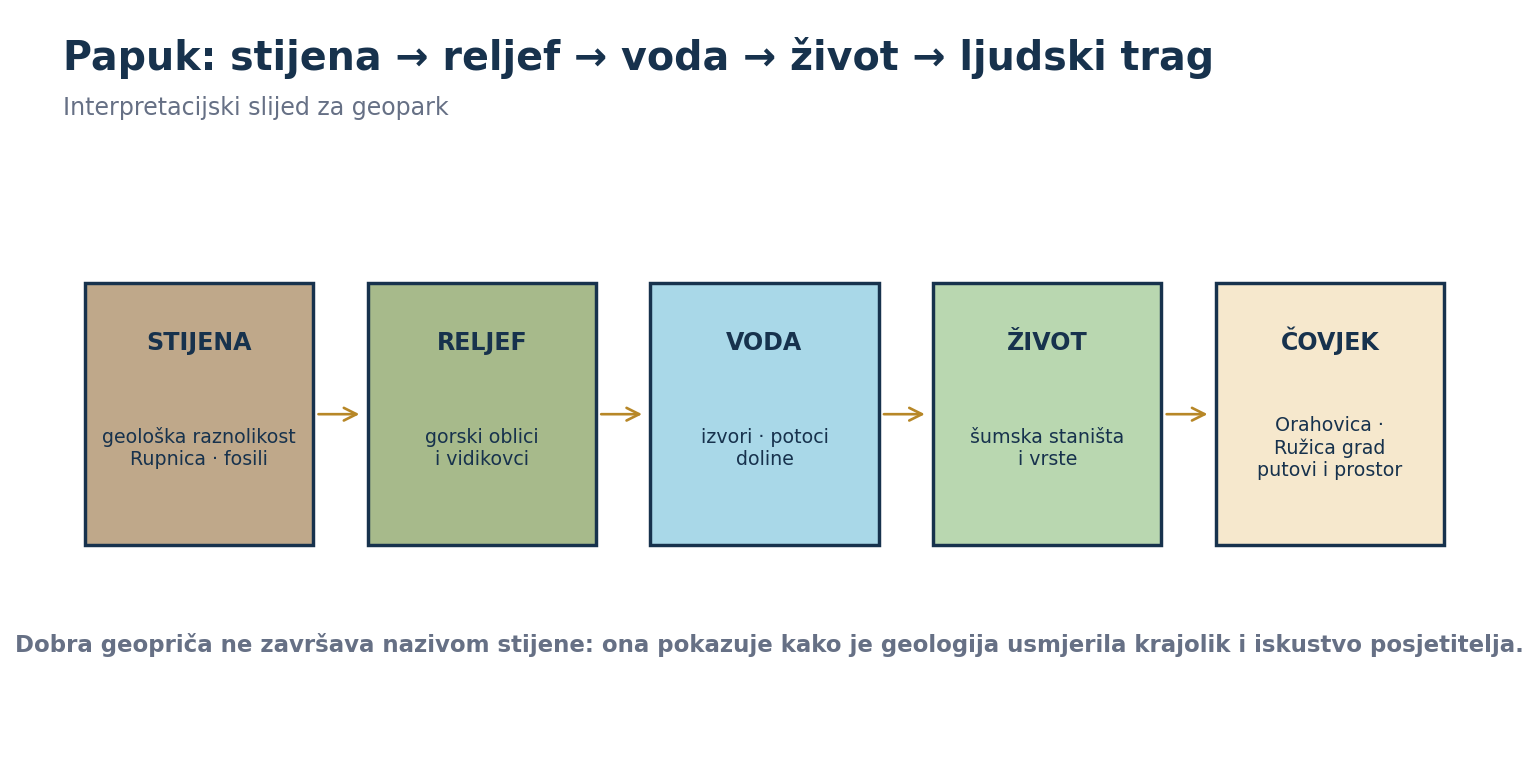 Papuk: stijena → reljef → voda → život → ljudski trag
Interpretacijski slijed za geopark
STIJENA
geološka raznolikost
Rupnica · fosili
RELJEF
gorski oblici
i vidikovci
VODA
izvori · potoci
doline
ŽIVOT
šumska staništa
i vrste
ČOVJEK
Orahovica ·
Ružica grad
putovi i prostor
Dobra geopriča ne završava nazivom stijene: ona pokazuje kako je geologija usmjerila krajolik i iskustvo posjetitelja.